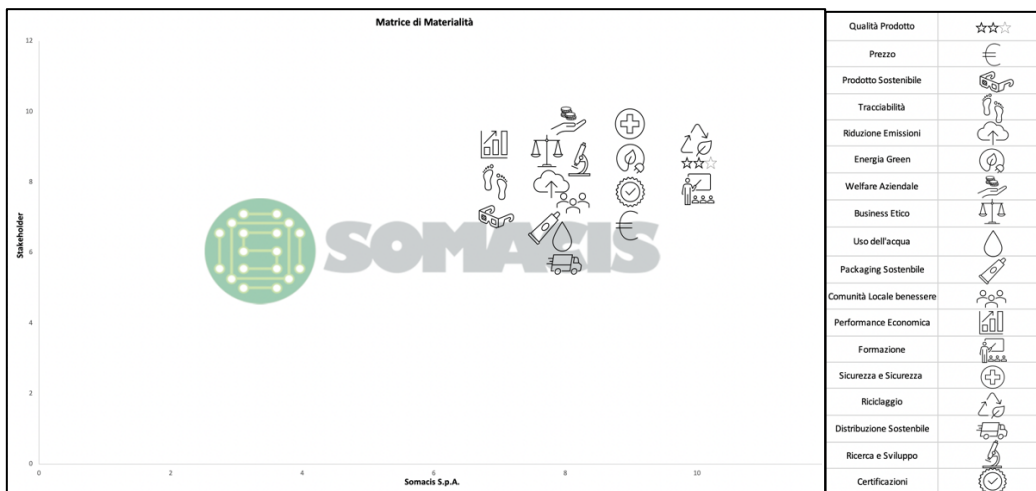 Matrice di Materialità
12
10
8
6
4
2
0
Stakeholder
SOMACIS
0
2
4
6
8
10
Somacis S.p.A.
Qualità Prodotto
Prezzo
Prodotto Sostenibile
Tracciabilità
Riduzione Emissioni
Energia Green
Welfare Aziendale
Business Etico
Uso dell'acqua
Packaging Sostenbile
Comunità Locale benessere
Performance Economica
Formazione
Sicurezza e Sicurezza
Riciclaggio
Distribuzione Sostenbile
Ricerca e Sviluppo
Certificazioni